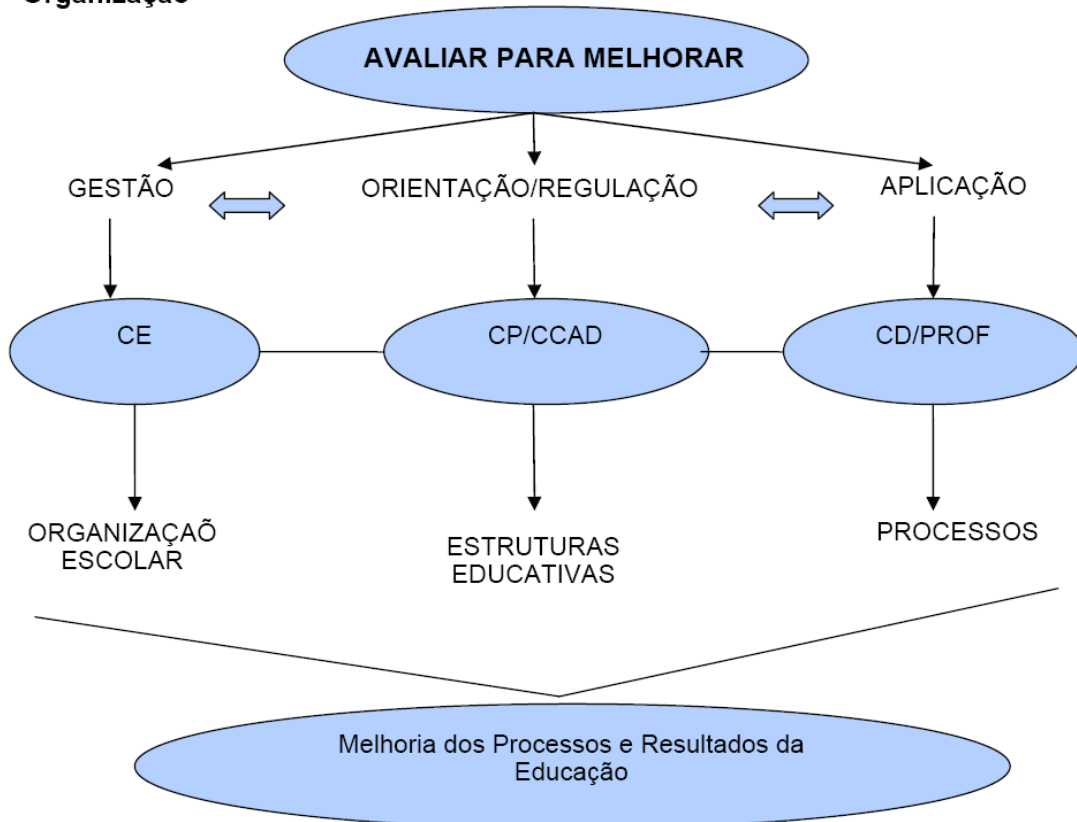 Organização
AVALIAR PARA MELHORAR
GESTÃO
ORIENTAÇÃO/REGULAÇÃO
APLICAÇÃO
CE
CP/CCAD
CD/PROF
ORGANIZAÇAÕ
ESCOLAR
ESTRUTURAS
EDUCATIVAS
PROCESSOS
Melhoria dos Processos e Resultados da
Educação